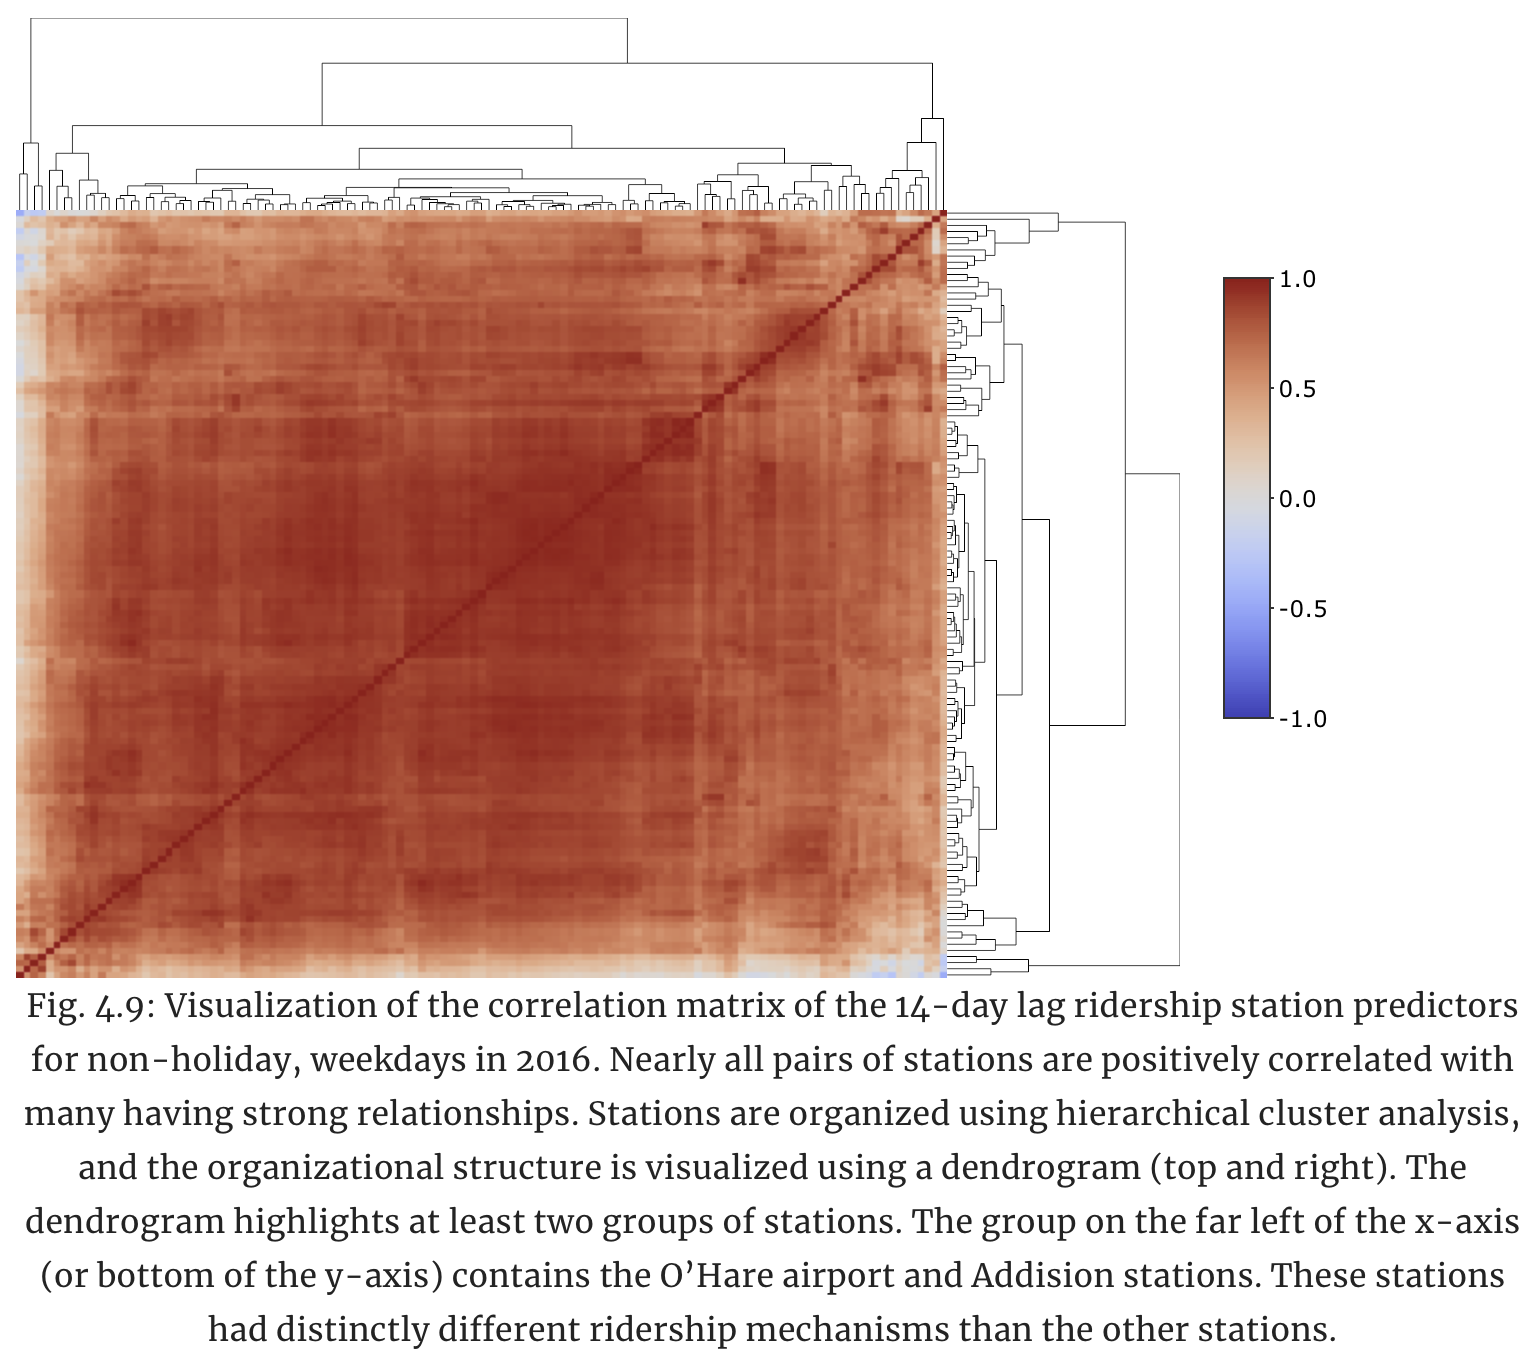 1.0
0.5
0.0
-0.5
-1.0
Fig. 4.9: Visualization of the correlation matrix of the 14-day lag ridership station predictors
for non-holiday, weekdays in 2016. Nearly all pairs of stations are positively correlated with
many having strong relationships. Stations are organized using hierarchical cluster analysis,
and the organizational structure is visualized using a dendrogram (top and right). The
dendrogram highlights at least two groups of stations. The group on the far left of the x-axis
(or bottom of the y-axis) contains the O’Hare airport and Addision stations. These stations
had distinctly different ridership mechanisms than the other stations.